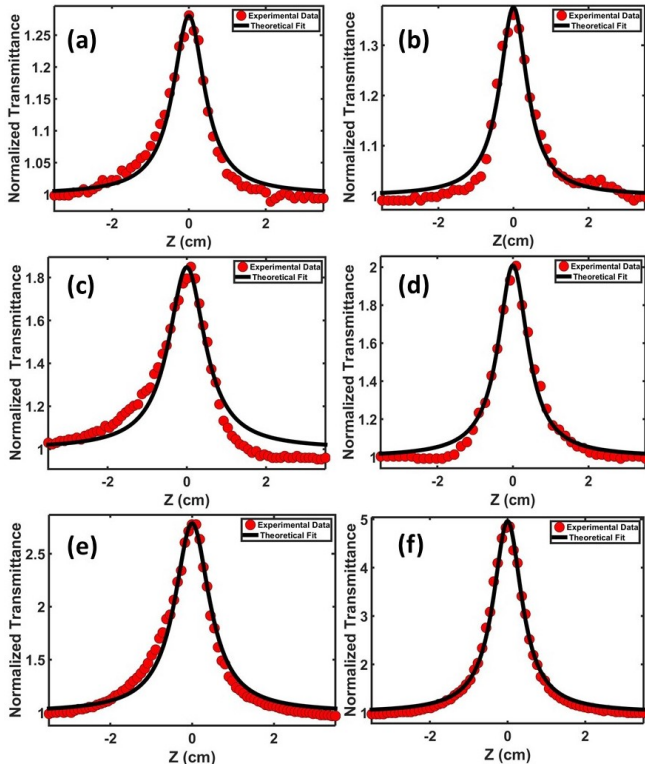 (a)
Experimental Data
Theoretical Fit
Normalized Transmittance
1.25
1.2
1.15
1.1
1.05
1
-2
0
2
Z (cm)
(b)
Experimental Data
Theoretical Fit
Normalized Transmittance
1.3
1.2
1.1
1
-2
0
2
Z(cm)
(c)
Experimental Data
Theoretical Fit
Normalized Transmittance
1.8
1.6
1.4
1.2
1
-2
0
2
Z (cm)
(d)
Experimental Data
Theoretical Fit
Normalized Transmittance
2
1.8
1.6
1.4
1.2
1
-2
0
2
Z (cm)
(e)
Experimental Data
Theoretical Fit
Normalized Transmittance
2.5
2
1.5
1
-2
0
2
Z (cm)
(f)
Experimental Data
Theoretical Fit
Normalized Transmittance
5
4
3
2
1
-2
0
2
Z (cm)